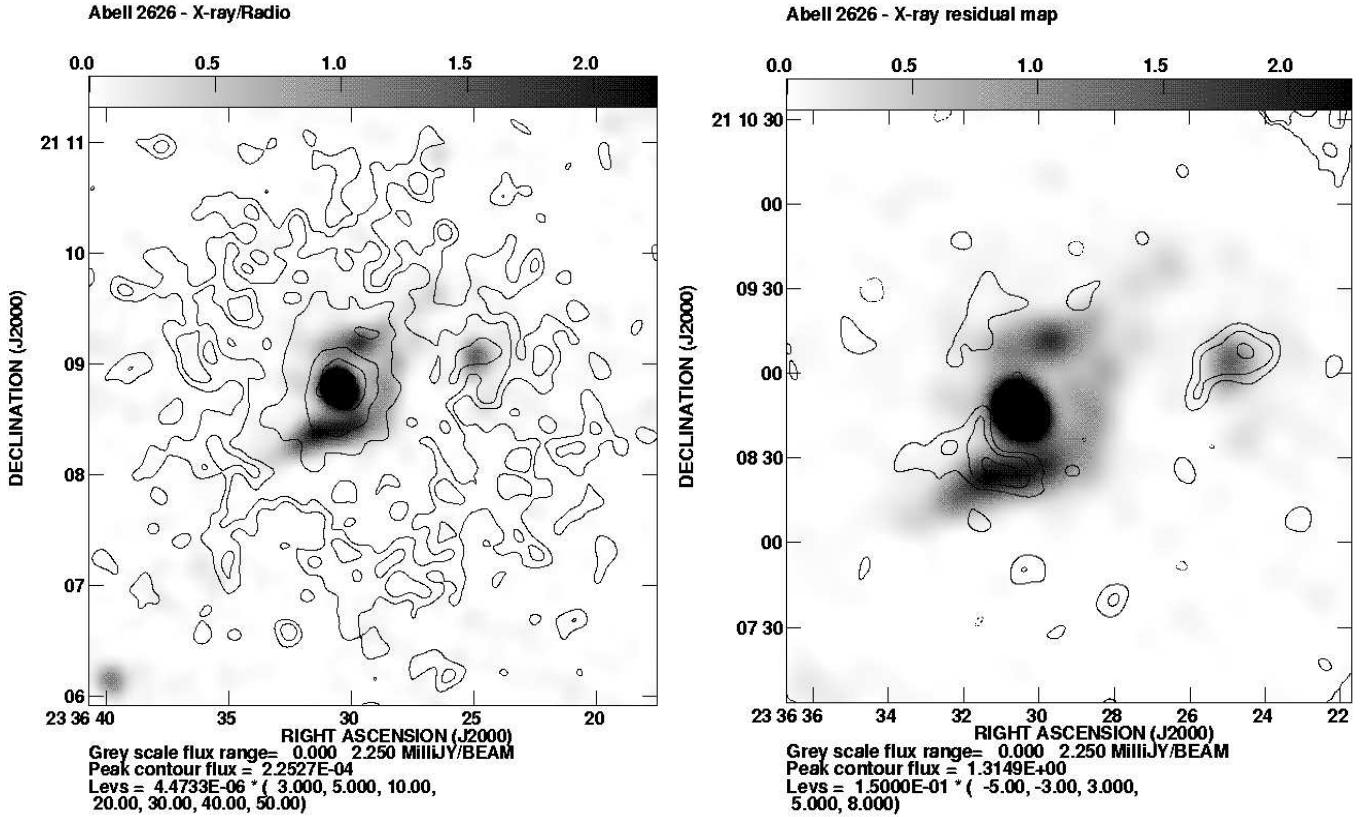 Abell 2626 - X-ray/Radio
0.0 0.5 1.0 1.5 2.0
21 11
10
09
08
07
06
DECLINATION (J2000)
23 36 40 35 30 25 20
RIGHT ASCENSION (J2000)
Grey scale flux range= 0.000 2.250 MilliJY/BEAM
Peak contour flux = 2.2527E-04
Levs = 4.4733E-06 * ( 3.000, 5.000, 10.00,
20.00, 30.00, 40.00, 50.00)
Abell 2626 - X-ray residual map
0.0 0.5 1.0 1.5 2.0
21 10 30
00
09 30
00
08 30
00
07 30
DECLINATION (J2000)
23 36 36 34 32 30 28 26 24 22
RIGHT ASCENSION (J2000)
Grey scale flux range= 0.000 2.250 MilliJY/BEAM
Peak contour flux = 1.3149E+00
Levs = 1.5000E-01 * ( -5.00, -3.00, 3.000,
5.000, 8.000)